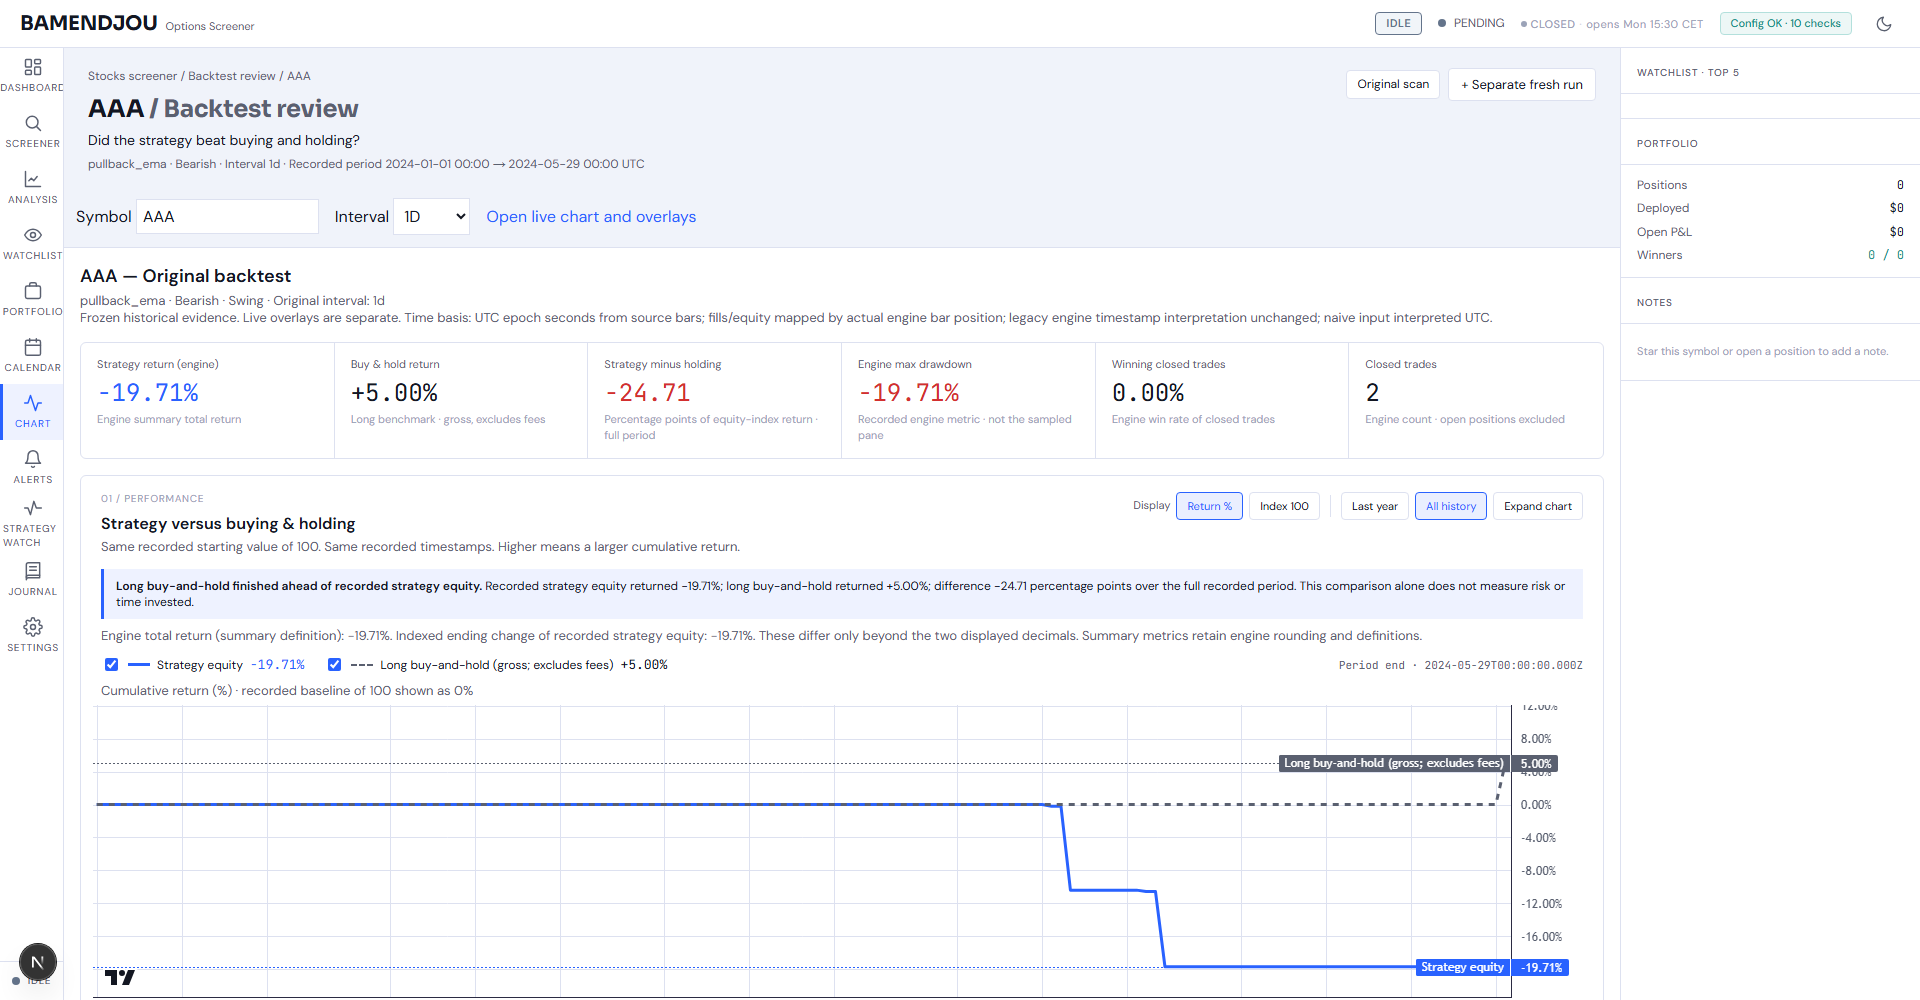 BAMENDJOU Options Screener
IDLE
PENDING
CLOSED · opens Mon 15:30 CET
Config OK · 10 checks
DASHBOARD
SCREENER
ANALYSIS
WATCHLIST
PORTFOLIO
CALENDAR
CHART
ALERTS
STRATEGY
WATCH
JOURNAL
SETTINGS
N
IDLE
Stocks screener / Backtest review / AAA
AAA / Backtest review
Did the strategy beat buying and holding?
pullback_ema · Bearish · Interval 1d · Recorded period 2024-01-01 00:00 → 2024-05-29 00:00 UTC
Original scan
+ Separate fresh run
Symbol AAA
Interval 1D
Open live chart and overlays
AAA — Original backtest
pullback_ema · Bearish · Swing · Original interval: 1d
Frozen historical evidence. Live overlays are separate. Time basis: UTC epoch seconds from source bars; fills/equity mapped by actual engine bar position; legacy engine timestamp interpretation unchanged; naive input interpreted UTC.
Strategy return (engine)
-19.71%
Engine summary total return
Buy & hold return
+5.00%
Long benchmark · gross, excludes fees
Strategy minus holding
-24.71
Percentage points of equity-index return ·
full period
Engine max drawdown
-19.71%
Recorded engine metric · not the sampled
pane
Winning closed trades
0.00%
Engine win rate of closed trades
Closed trades
2
Engine count · open positions excluded
01 / PERFORMANCE
Strategy versus buying & holding
Same recorded starting value of 100. Same recorded timestamps. Higher means a larger cumulative return.
Display
Return %
Index 100
Last year
All history
Expand chart
Long buy-and-hold finished ahead of recorded strategy equity. Recorded strategy equity returned -19.71%; long buy-and-hold returned +5.00%; difference -24.71 percentage points over the full recorded period. This comparison alone does not measure risk or
time invested.
Engine total return (summary definition): -19.71%. Indexed ending change of recorded strategy equity: -19.71%. These differ only beyond the two displayed decimals. Summary metrics retain engine rounding and definitions.
Strategy equity -19.71%
Long buy-and-hold (gross; excludes fees) +5.00%
Period end · 2024-05-29T00:00:00.000Z
Cumulative return (%) · recorded baseline of 100 shown as 0%
12.00%
8.00%
Long buy-and-hold (gross; excludes fees) 5.00%
4.00%
0.00%
-4.00%
-8.00%
-12.00%
-16.00%
Strategy equity -19.71%
WATCHLIST · TOP 5
PORTFOLIO
Positions 0
Deployed $0
Open P&L $0
Winners 0 / 0
NOTES
Star this symbol or open a position to add a note.